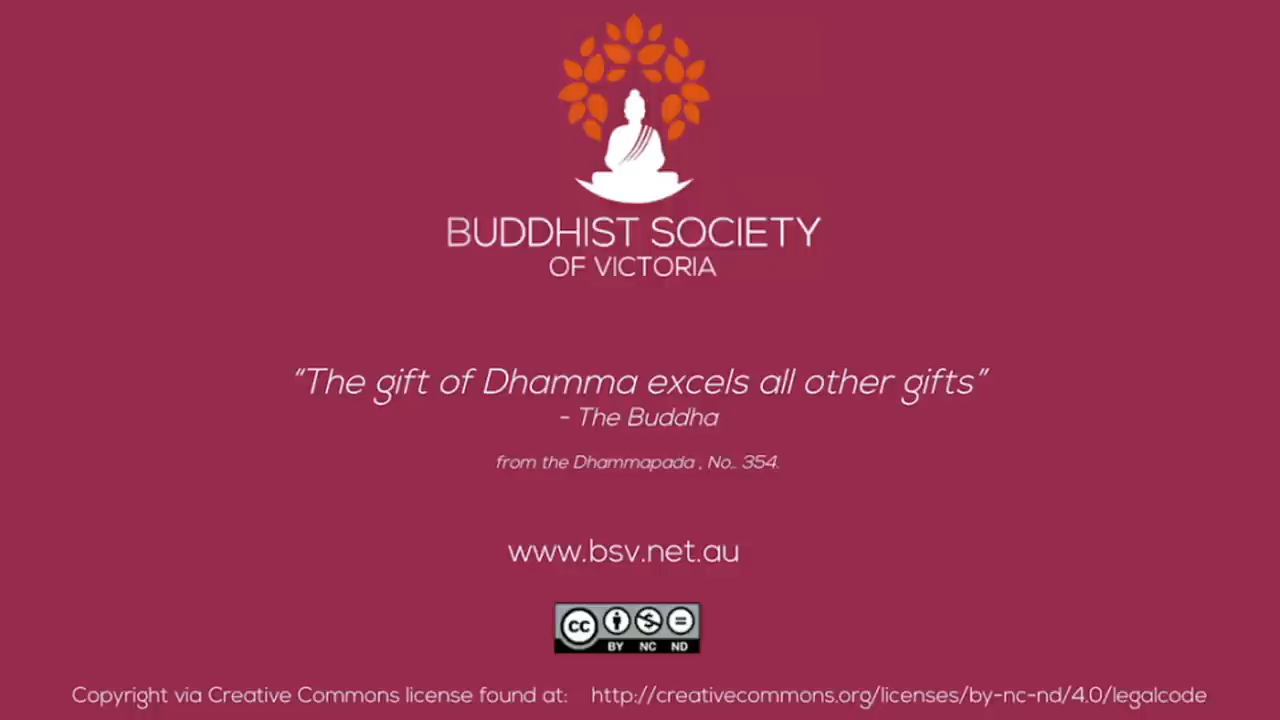 BUDDHIST SOCIETY
OF VICTORIA
“The gift of Dhamma excels all other gifts”
- The Buddha
from the Dhammapada , No.. 354.
www.bsv.net.au
cc BY NC ND
Copyright via Creative Commons license found at: http://creativecommons.org/licenses/by-nc-nd/4.0/legalcode